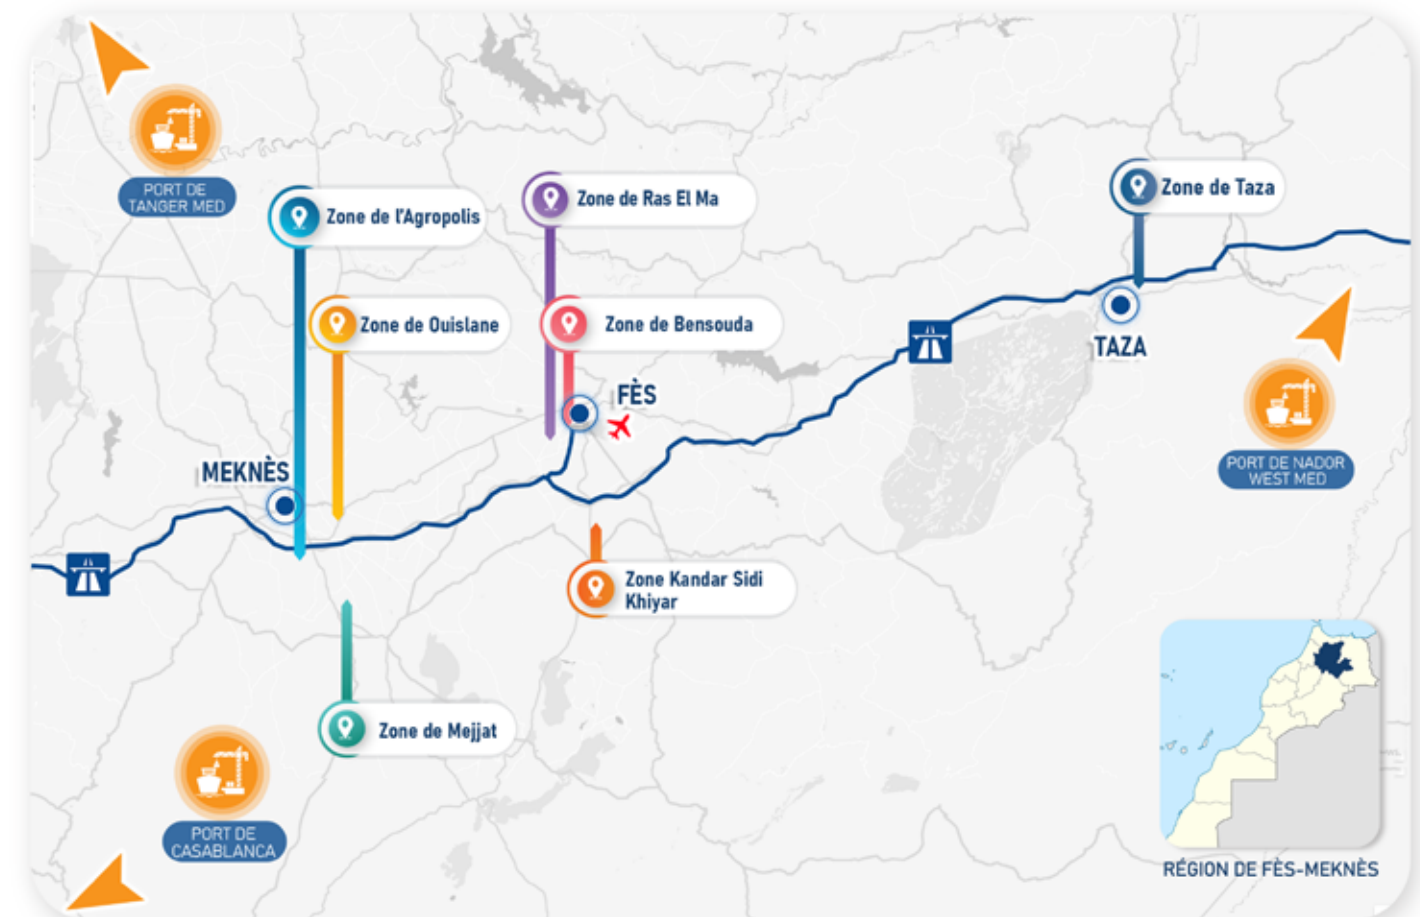 PORT DE
TANGER MED
Zone de l'Agropolis
Zone de Ras El Ma
Zone de Taza
Zone de Ouislane
Zone de Bensouda
TAZA
FÈS
MEKNÈS
PORT DE NADOR
WEST MED
Zone Kandar Sidi
Khiyar
Zone de Mejjat
PORT DE
CASABLANCA
RÉGION DE FÈS-MEKNÈS